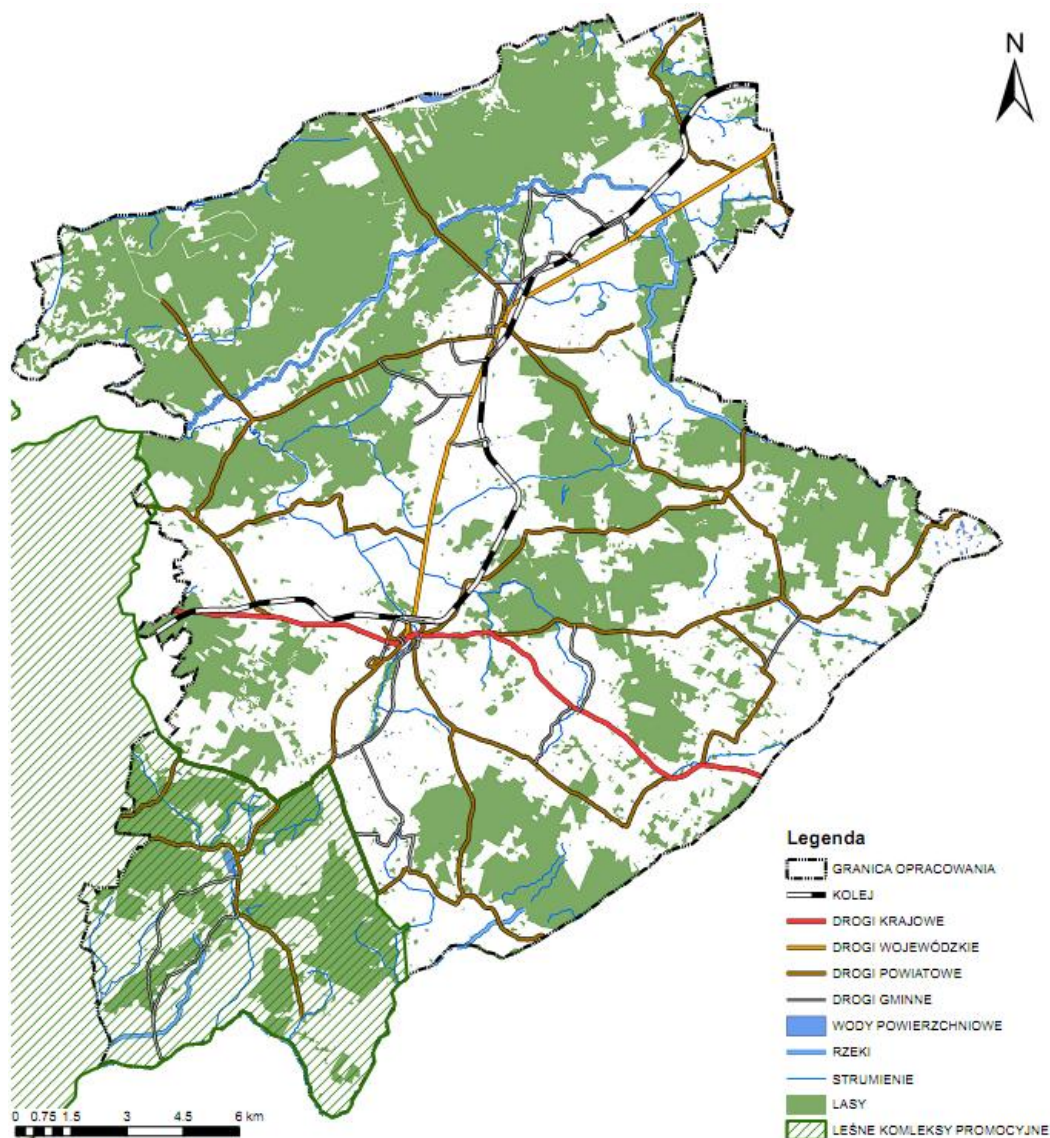 N
Legenda
GRANICA OPRACOWANIA
KOLEJ
DROGI KRAJOWE
DROGI WOJEWÓDZKIE
DROGI POWIATOWE
DROGI GMINNE
WODY POWIERZCHNIOWE
RZEKI
STRUMIENIE
LASY
LEŚNE KOMLEKSY PROMOCYJNE
0 0.75 1.5 3 4.5 6 km